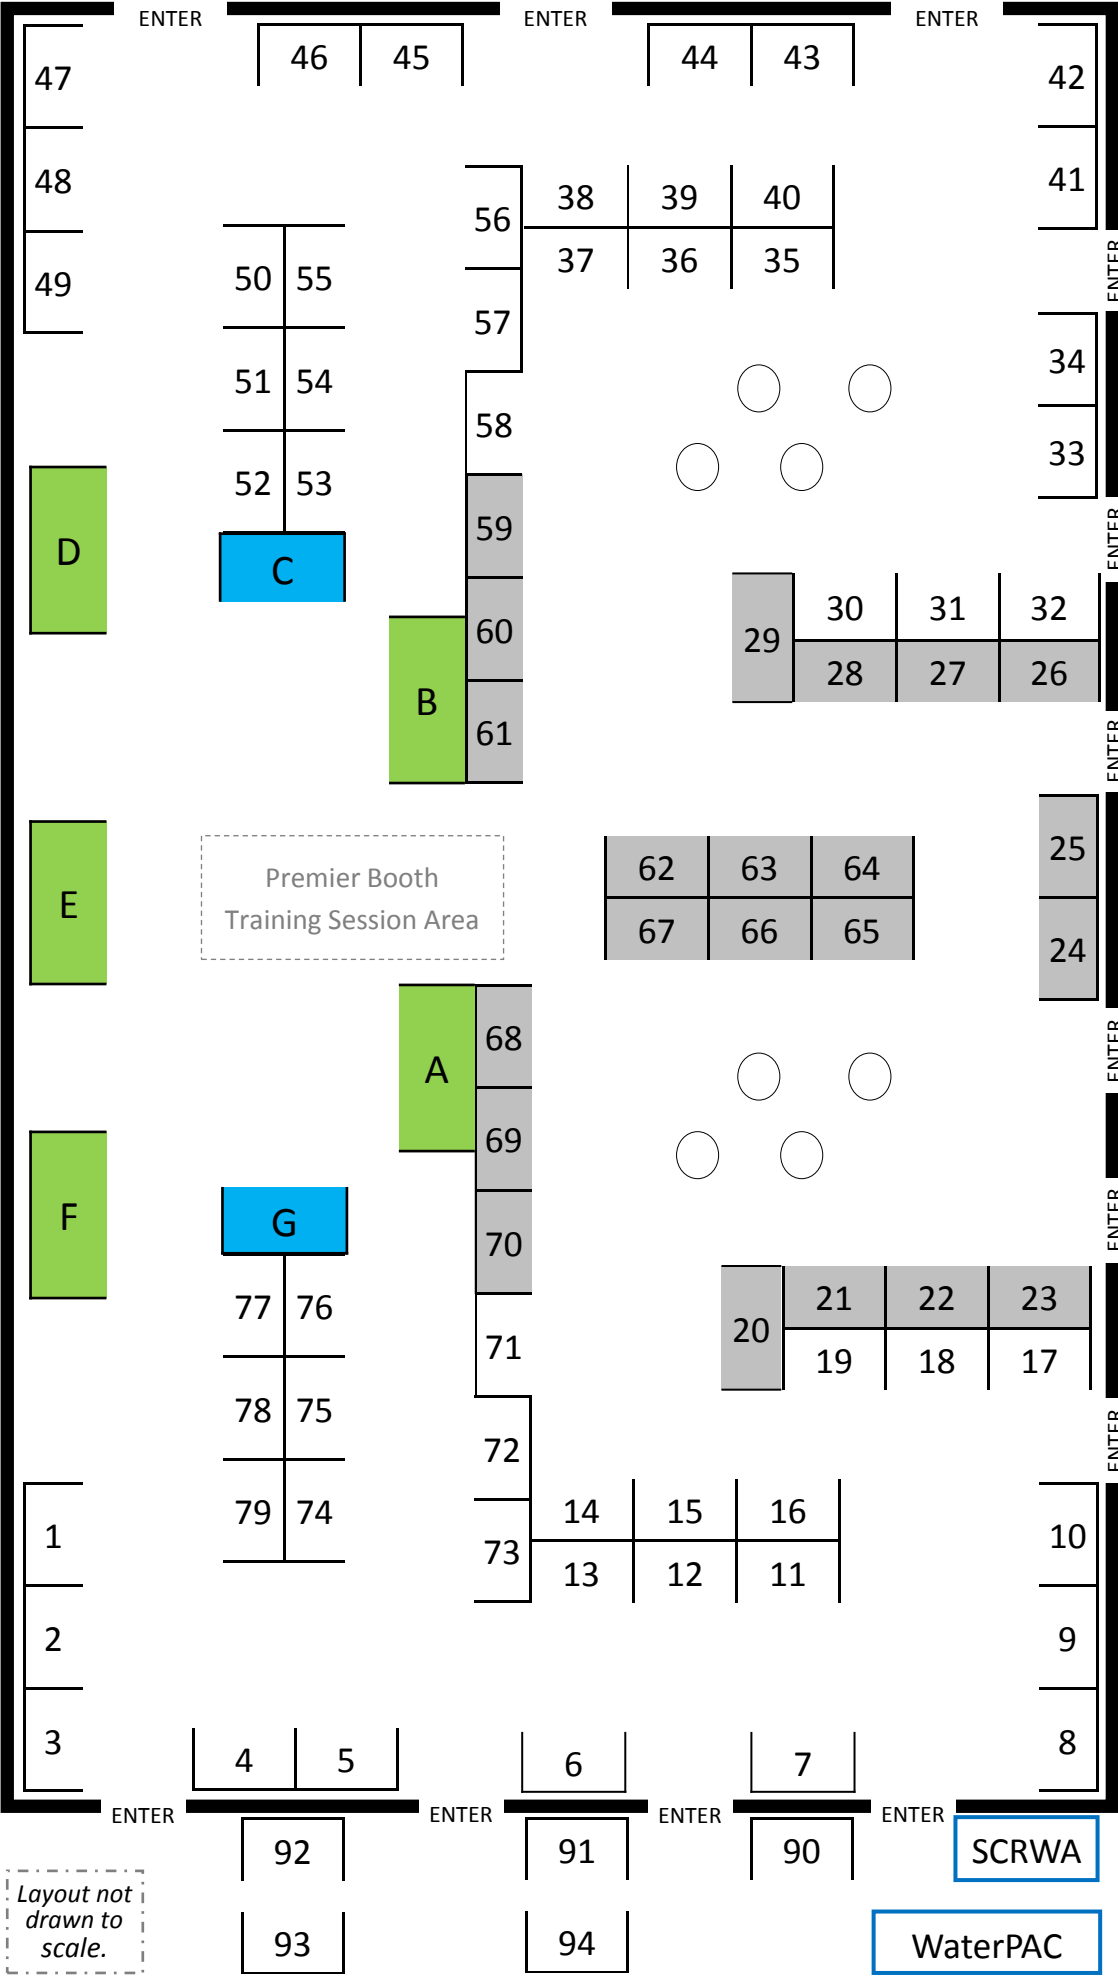 ENTER ENTER ENTER
46 45 44 43
47 42
48 41
49
56 38 39 40
37 36 35
50 55
57
ENTER
51 54
58
34
33
52 53
59
ENTER
D
C
60
29 30 31 32
28 27 26
B
61
ENTER
Premier Booth
Training Session Area
62 63 64
67 66 65
25
24
E
A
68
69
70
ENTER
F
G
ENTER
77 76
71
20 21 22 23
19 18 17
78 75
72
ENTER
79 74
73
14 15 16
13 12 11
1 10
2 9
3 8
4 5 6 7
ENTER ENTER ENTER ENTER
92 91 90 SCRWA
Layout not
drawn to
scale.
93 94 WaterPAC